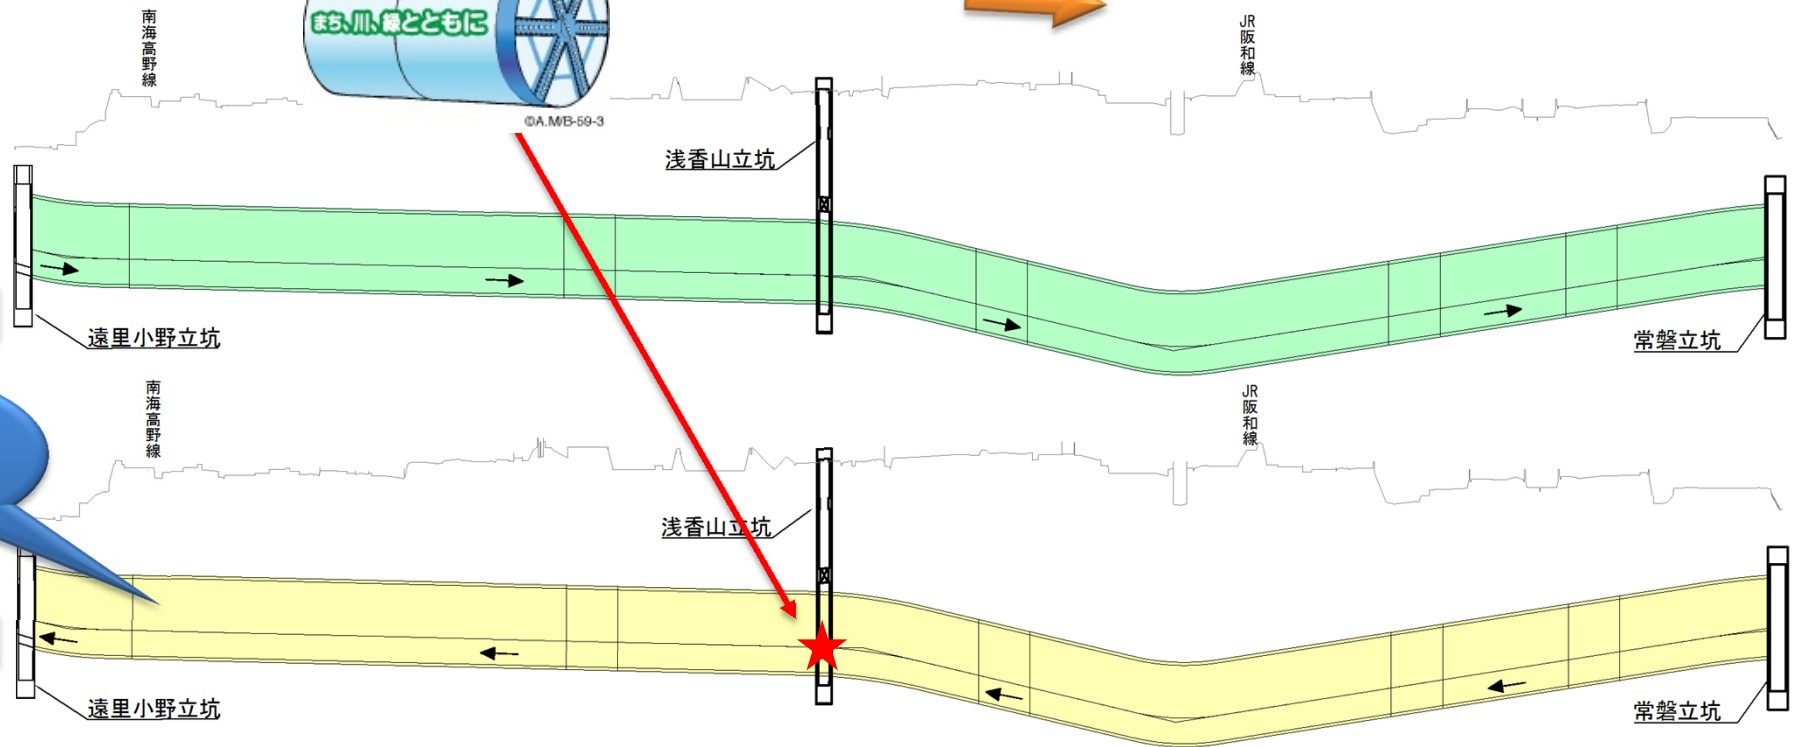 南海高野線
まち、川、緑とともに
©A.M/B-59-3
JR阪和線
浅香山立坑
遠里小野立坑
常磐立坑
南海高野線
JR阪和線
浅香山立坑
遠里小野立坑
常磐立坑